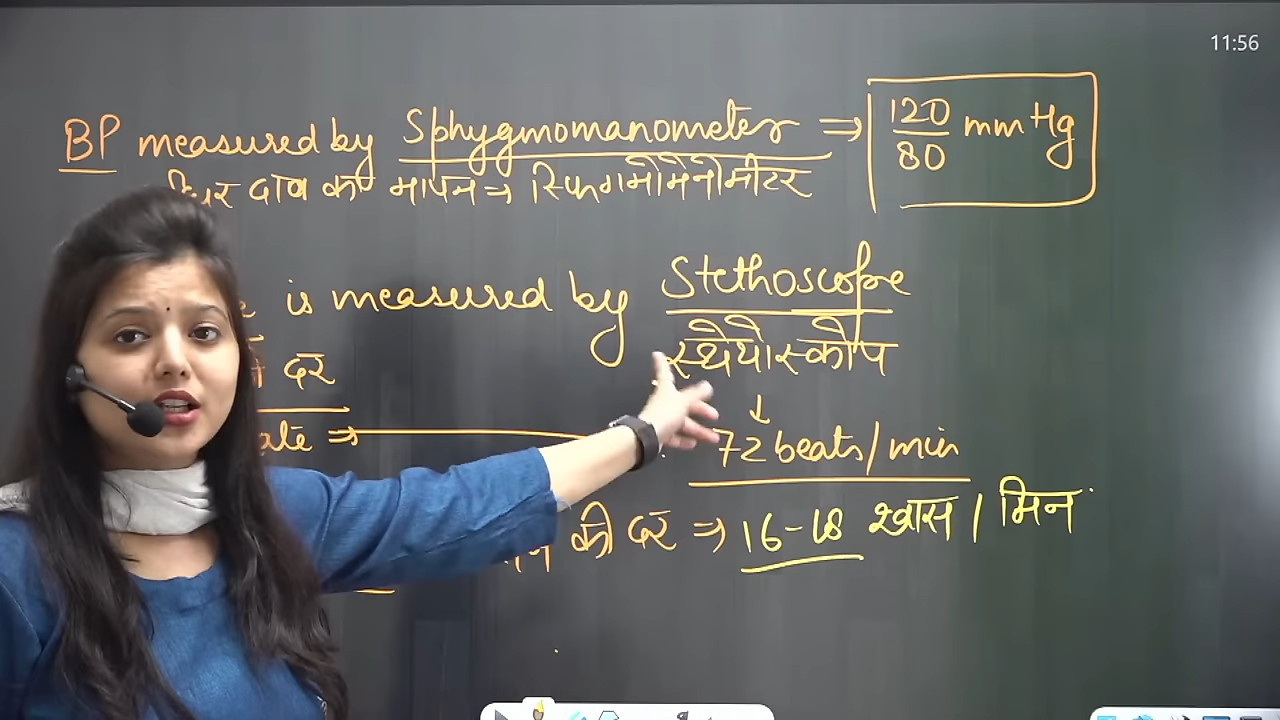 11:56
BP measured by Sphygmomanometer ⇒ 120/80 mmHg
दाब का मापन ⇒ स्फिगमोमेनोमीटर
is measured by Stethoscope
दर स्थेथोस्कोप
↓
ate ⇒ 72 beats/min
की दर ⇒ 16-18 श्वास / मिन